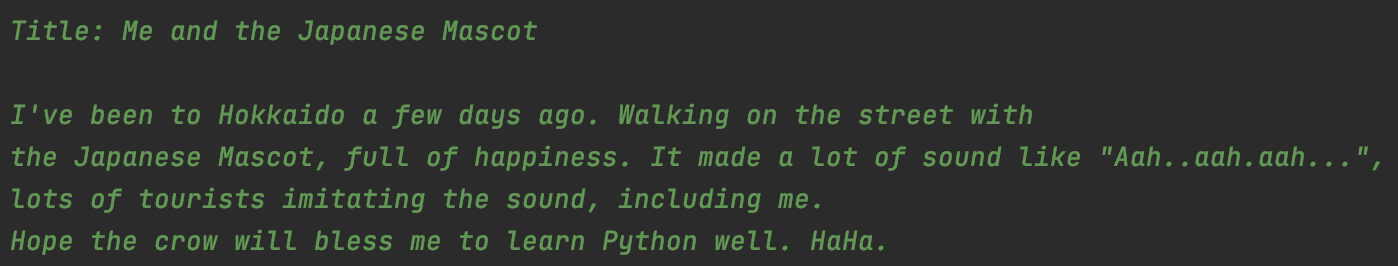 Title: Me and the Japanese Mascot
I've been to Hokkaido a few days ago. Walking on the street with
the Japanese Mascot, full of happiness. It made a lot of sound like "Aah..aah.aah...",
lots of tourists imitating the sound, including me.
Hope the crow will bless me to learn Python well. HaHa.